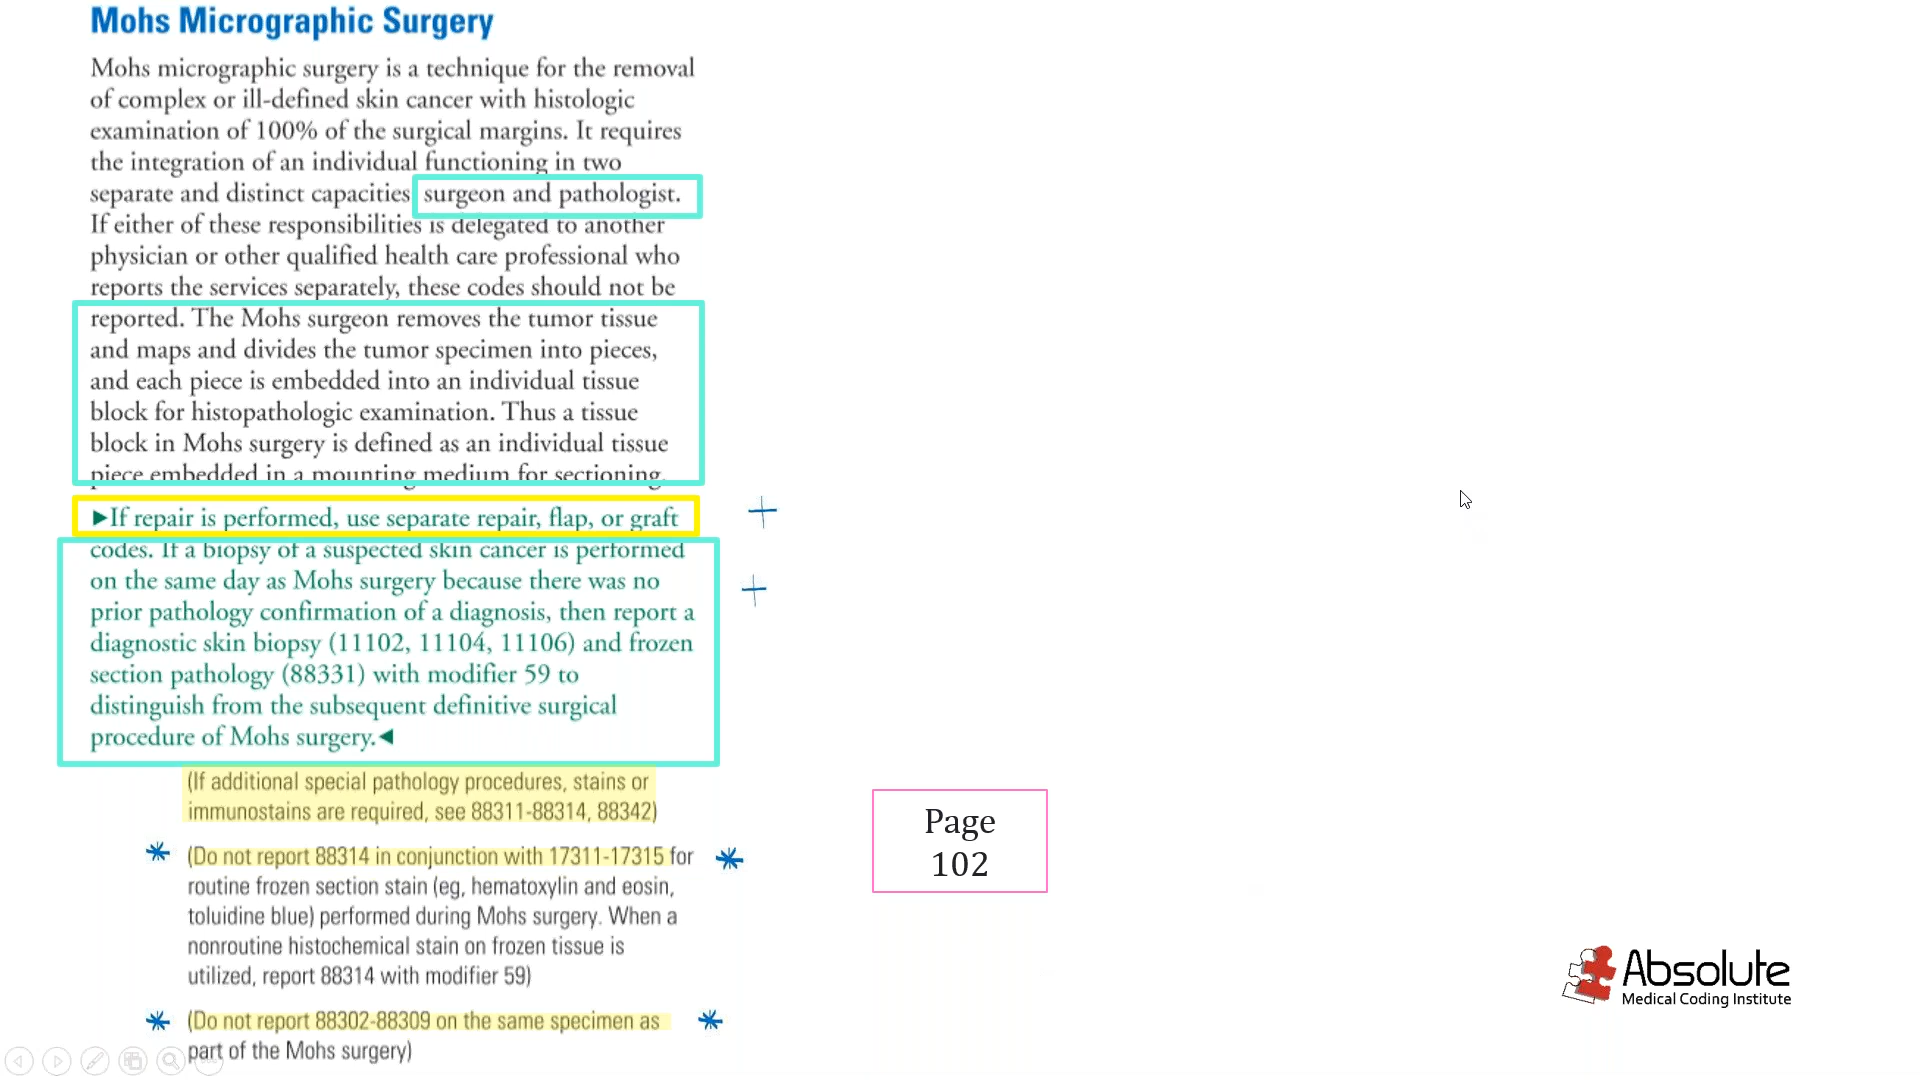 Mohs Micrographic Surgery
Mohs micrographic surgery is a technique for the removal
of complex or ill-defined skin cancer with histologic
examination of 100% of the surgical margins. It requires
the integration of an individual functioning in two
separate and distinct capacities surgeon and pathologist.
If either of these responsibilities is delegated to another
physician or other qualified health care professional who
reports the services separately, these codes should not be
reported. The Mohs surgeon removes the tumor tissue
and maps and divides the tumor specimen into pieces,
and each piece is embedded into an individual tissue
block for histopathologic examination. Thus a tissue
block in Mohs surgery is defined as an individual tissue
piece embedded in a mounting medium for sectioning.
►If repair is performed, use separate repair, flap, or graft
codes. If a biopsy of a suspected skin cancer is performed
on the same day as Mohs surgery because there was no
prior pathology confirmation of a diagnosis, then report a
diagnostic skin biopsy (11102, 11104, 11106) and frozen
section pathology (88331) with modifier 59 to
distinguish from the subsequent definitive surgical
procedure of Mohs surgery.◄
(If additional special pathology procedures, stains or
immunostains are required, see 88311-88314, 88342)
(Do not report 88314 in conjunction with 17311-17315 for
routine frozen section stain (eg, hematoxylin and eosin,
toluidine blue) performed during Mohs surgery. When a
nonroutine histochemical stain on frozen tissue is
utilized, report 88314 with modifier 59)
(Do not report 88302-88309 on the same specimen as
part of the Mohs surgery)
Page
102
Absolute
Medical Coding Institute